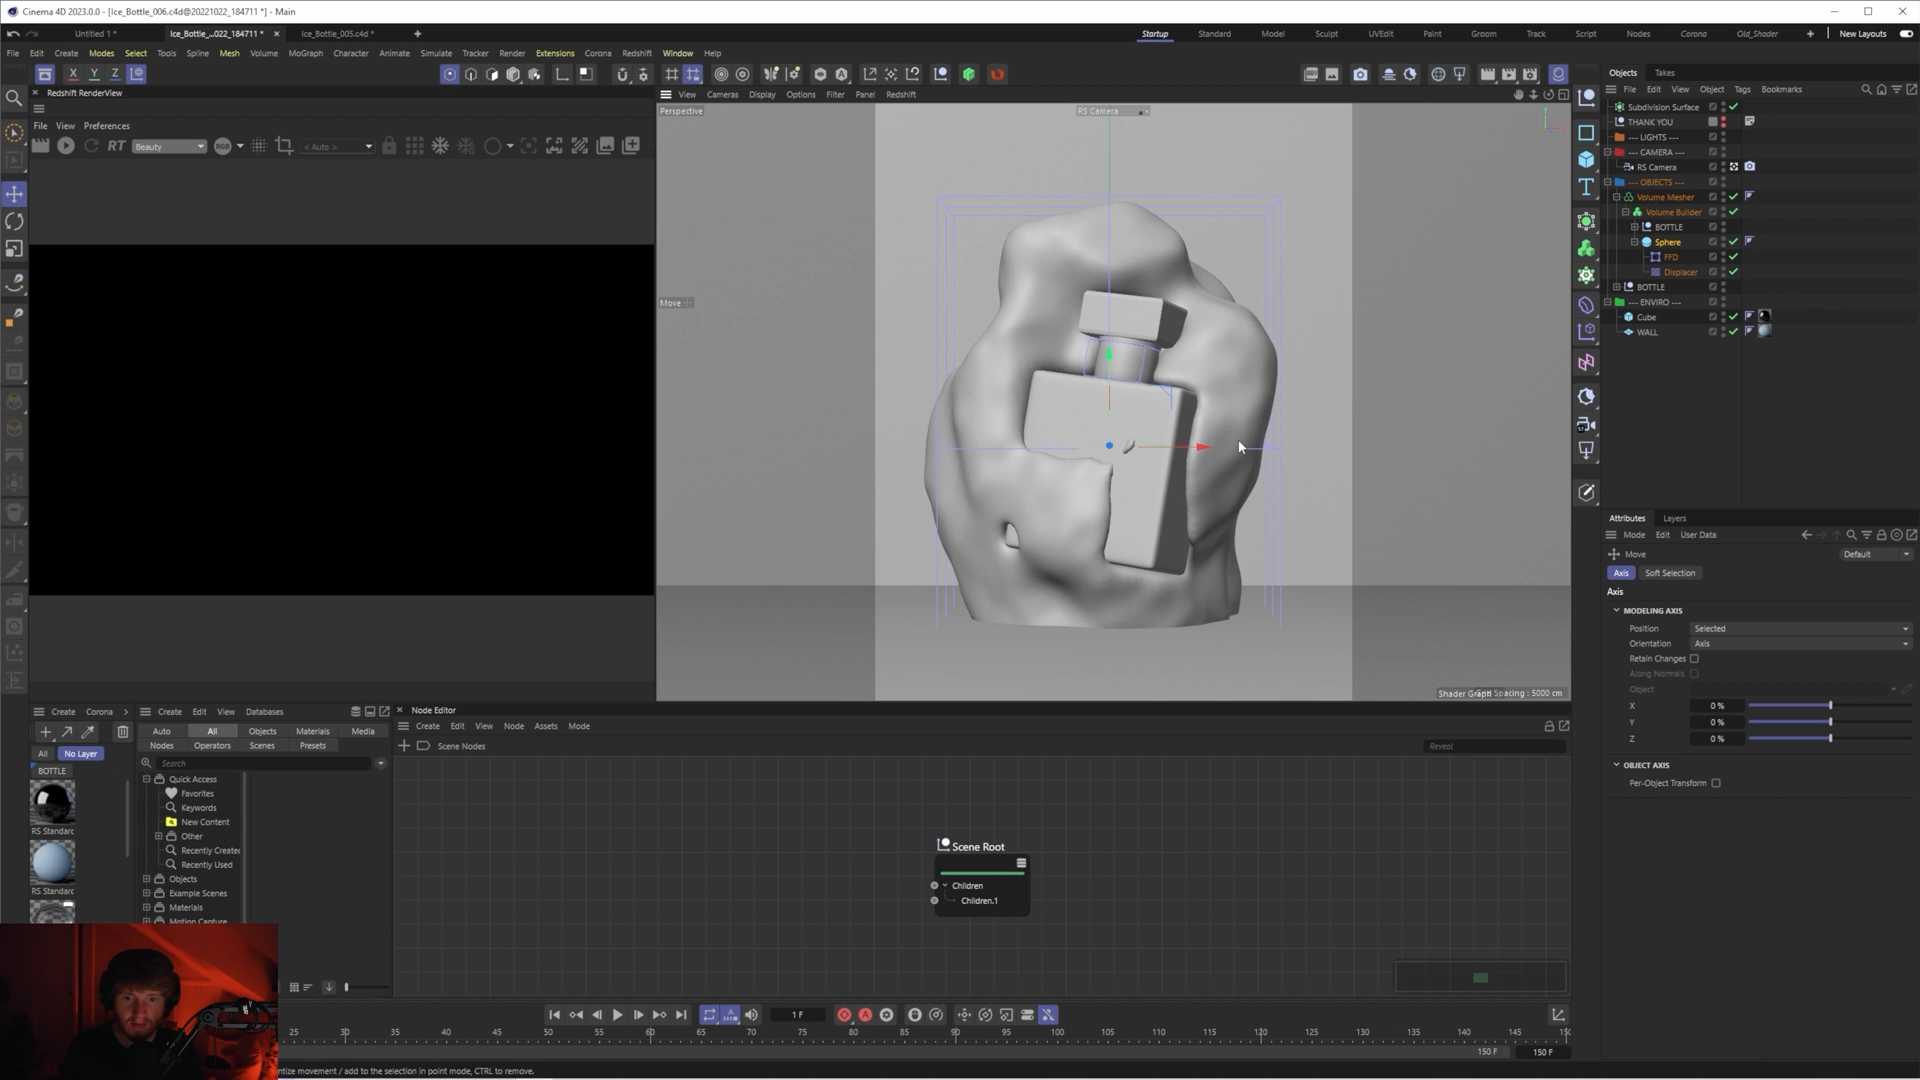 Cinema 4D 2023.0.0 - [Ice_Bottle_006.c4d@20221022_184711 *] - Main
Untitled 1 *
Ice_Bottle_...022_184711 *
Ice_Bottle_005.c4d *
Startup Standard Model Sculpt UVEdit Paint Groom Track Script Nodes Corona Old_Shader New Layouts
File Edit Create Modes Select Tools Spline Mesh Volume MoGraph Character Animate Simulate Tracker Render Extensions Corona Redshift Window Help
X Y Z
Objects Takes
Redshift RenderView
View Cameras Display Options Filter Panel Redshift
File Edit View Object Tags Bookmarks
Perspective
RS Camera
Subdivision Surface
THANK YOU
File View Preferences
--- LIGHTS ---
RT Beauty RGB < Auto >
--- CAMERA ---
RS Camera
--- OBJECTS ---
Volume Mesher
Volume Builder
BOTTLE
Sphere
FFD
Displacer
BOTTLE
--- ENVIRO ---
Move
Cube
WALL
Attributes Layers
Mode Edit User Data
Move
Default
Axis Soft Selection
Axis
MODELING AXIS
Position Selected
Orientation Axis
Retain Changes
Along Normals
Object
X 0 %
Y 0 %
Z 0 %
OBJECT AXIS
Per-Object Transform
Create Corona
Create Edit View Databases
Node Editor
Create Edit View Node Assets Mode
Auto All Objects Materials Media
Nodes Operators Scenes Presets
Scene Nodes
Reveal
All No Layer
Search
BOTTLE
Quick Access
Favorites
Keywords
New Content
Other
Recently Create
Recently Used
Objects
Example Scenes
Materials
Motion Capture
RS Standard
RS Standard
Scene Root
Children
Children.1
1 F
25 30 35 40 45 50 55 60 65 70 75 80 85 90 95 100 105 110 115 120 125 130 135 140 145
150 F 150 F
ntize movement / add to the selection in point mode, CTRL to remove.